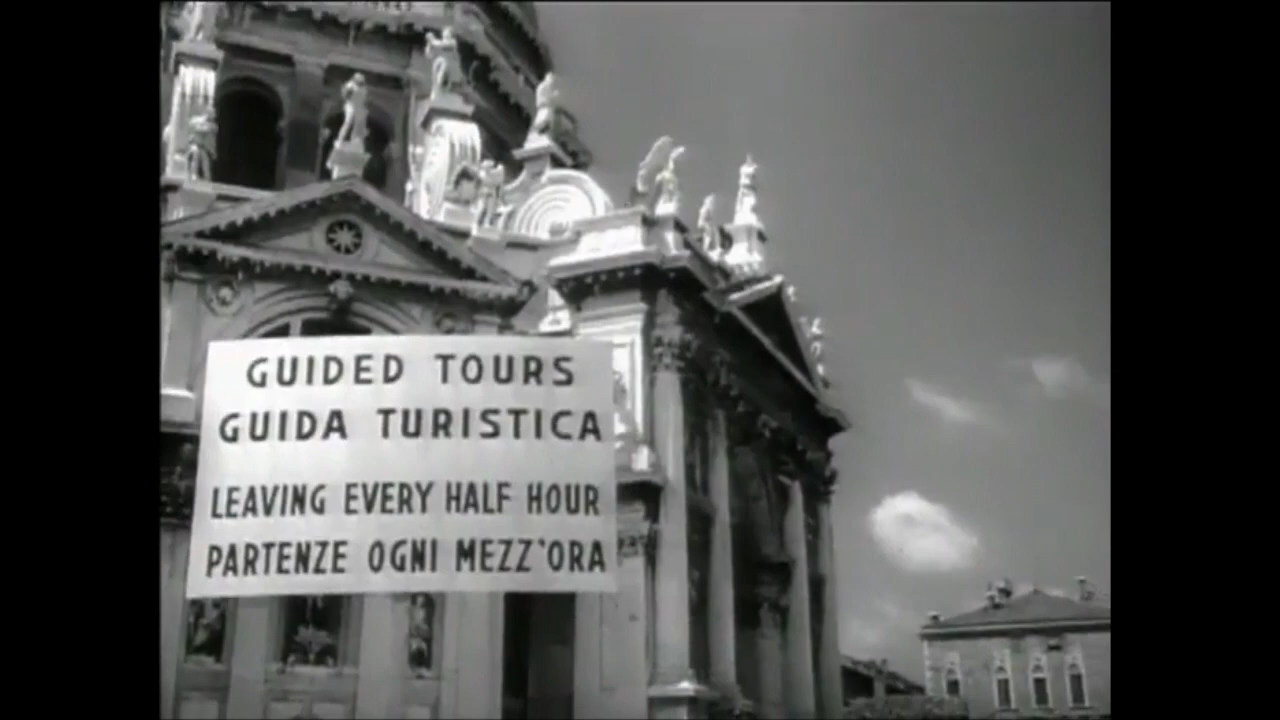 GUIDED TOURS
GUIDA TURISTICA
LEAVING EVERY HALF HOUR
PARTENZE OGNI MEZZ'ORA